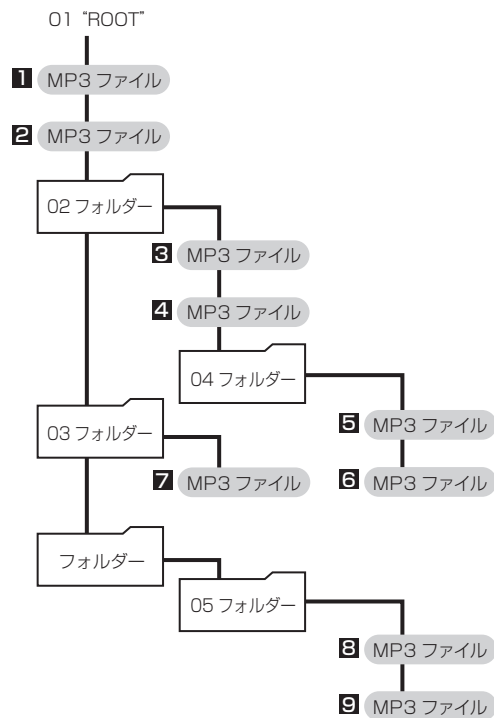 01 “ROOT”
1 MP3 ファイル
2 MP3 ファイル
02 フォルダー
3 MP3 ファイル
4 MP3 ファイル
04 フォルダー
5 MP3 ファイル
03 フォルダー
7 MP3 ファイル
6 MP3 ファイル
フォルダー
05 フォルダー
8 MP3 ファイル
9 MP3 ファイル